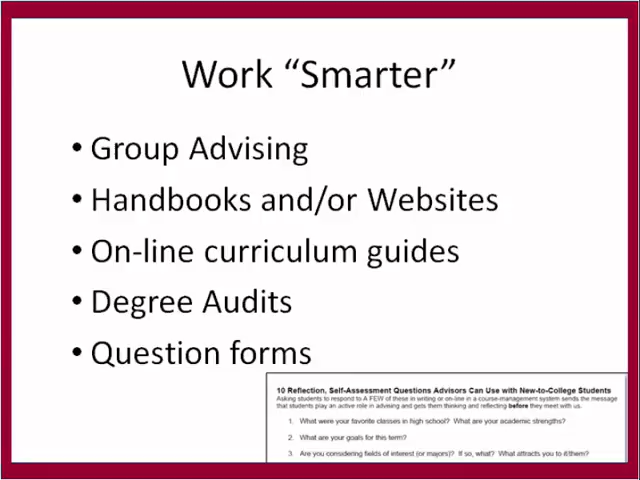 Work “Smarter”
• Group Advising
• Handbooks and/or Websites
• On-line curriculum guides
• Degree Audits
• Question forms
10 Reflection, Self-Assessment Questions Advisors Can Use with New-to-College Students
Asking students to respond to A FEW of these in writing or on-line in a course-management system sends the message
that students play an active role in advising and gets them thinking and reflecting before they meet with us.
1. What were your favorite classes in high school? What are your academic strengths?
2. What are your goals for this term?
3. Are you considering fields of interest (or majors)? If so, what? What attracts you to it/them?